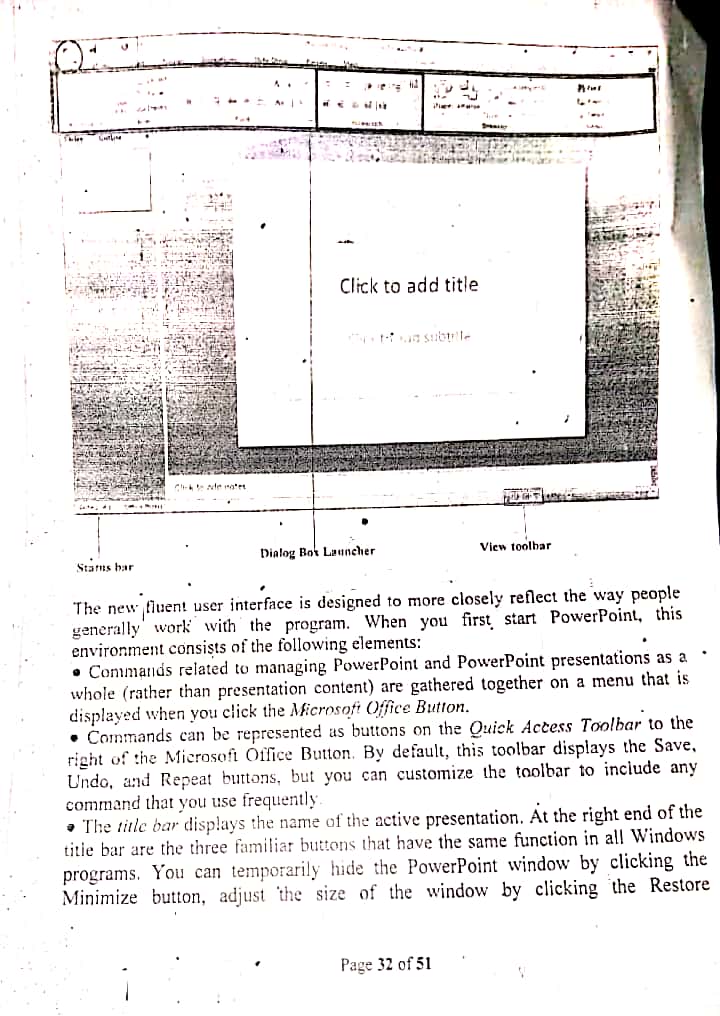 Click to add title
Click to add notes
Status bar
Dialog Box Launcher
View toolbar
The new fluent user interface is designed to more closely reflect the way people
generally work with the program. When you first start PowerPoint, this
environment consists of the following elements:
• Commands related to managing PowerPoint and PowerPoint presentations as a
whole (rather than presentation content) are gathered together on a menu that is
displayed when you click the Microsoft Office Button.
• Commands can be represented as buttons on the Quick Access Toolbar to the
right of the Microsoft Office Button. By default, this toolbar displays the Save,
Undo, and Repeat buttons, but you can customize the toolbar to include any
command that you use frequently.
• The title bar displays the name of the active presentation. At the right end of the
title bar are the three familiar buttons that have the same function in all Windows
programs. You can temporarily hide the PowerPoint window by clicking the
Minimize button, adjust the size of the window by clicking the Restore
Page 32 of 51